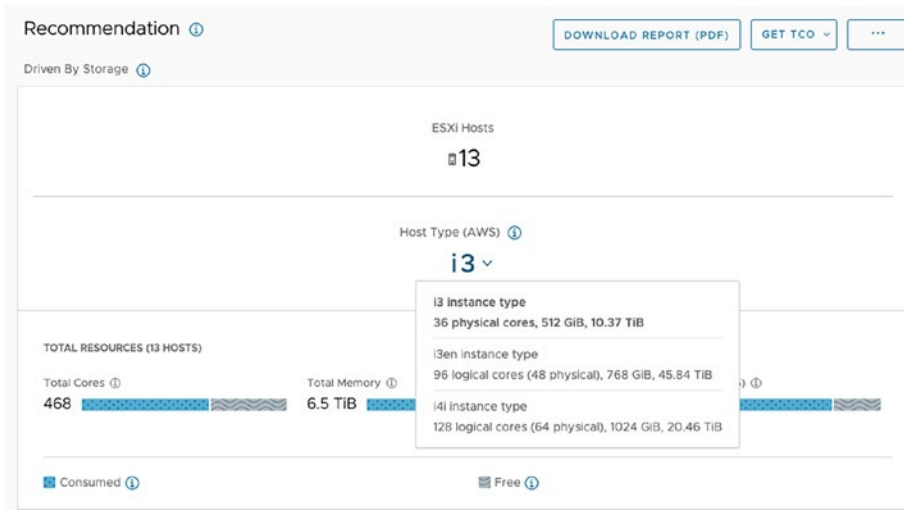 Recommendation
DOWNLOAD REPORT (PDF)
GET TCO
...
Driven By Storage
ESXi Hosts
13
Host Type (AWS)
i3
i3 instance type
36 physical cores, 512 GiB, 10.37 TiB
i3en instance type
96 logical cores (48 physical), 768 GiB, 45.84 TiB
i4i instance type
128 logical cores (64 physical), 1024 GiB, 20.46 TiB
TOTAL RESOURCES (13 HOSTS)
Total Cores
468
Total Memory
6.5 TiB
)
Consumed
Free